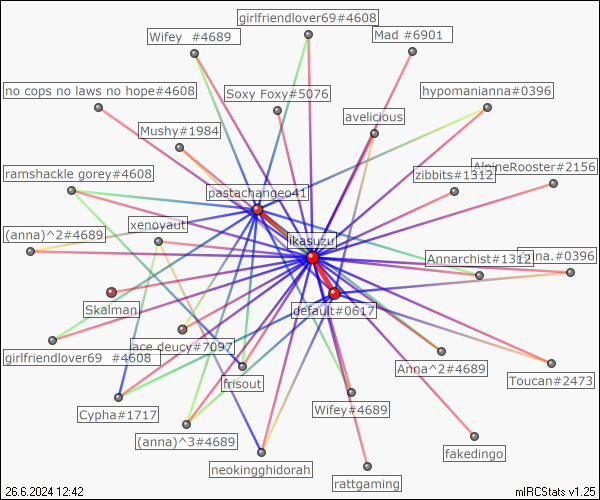 girlfriendlover69#4608
Wifey  #4689
Mad #6901
no cops no laws no hope#4608
Soxy Foxy#5076
hypomanianna#0396
avelicious
Mushy#1984
ramshackle gorey#4608
zibbits#1312
AlpineRooster#2156
pastachangeo41
xenoyaut
(anna)^2#4689
ikasuzu
Annarchist#1312
.#0396
Skalman
default#0617
girlfriendlover69  #4608
ace deucy#7097
Anna^2#4689
Toucan#2473
frisout
Cypha#1717
Wifey#4689
(anna)^3#4689
fakedingo
neokingghidorah
rattgaming
26.6.2024 12:42
mIRCStats v1.25